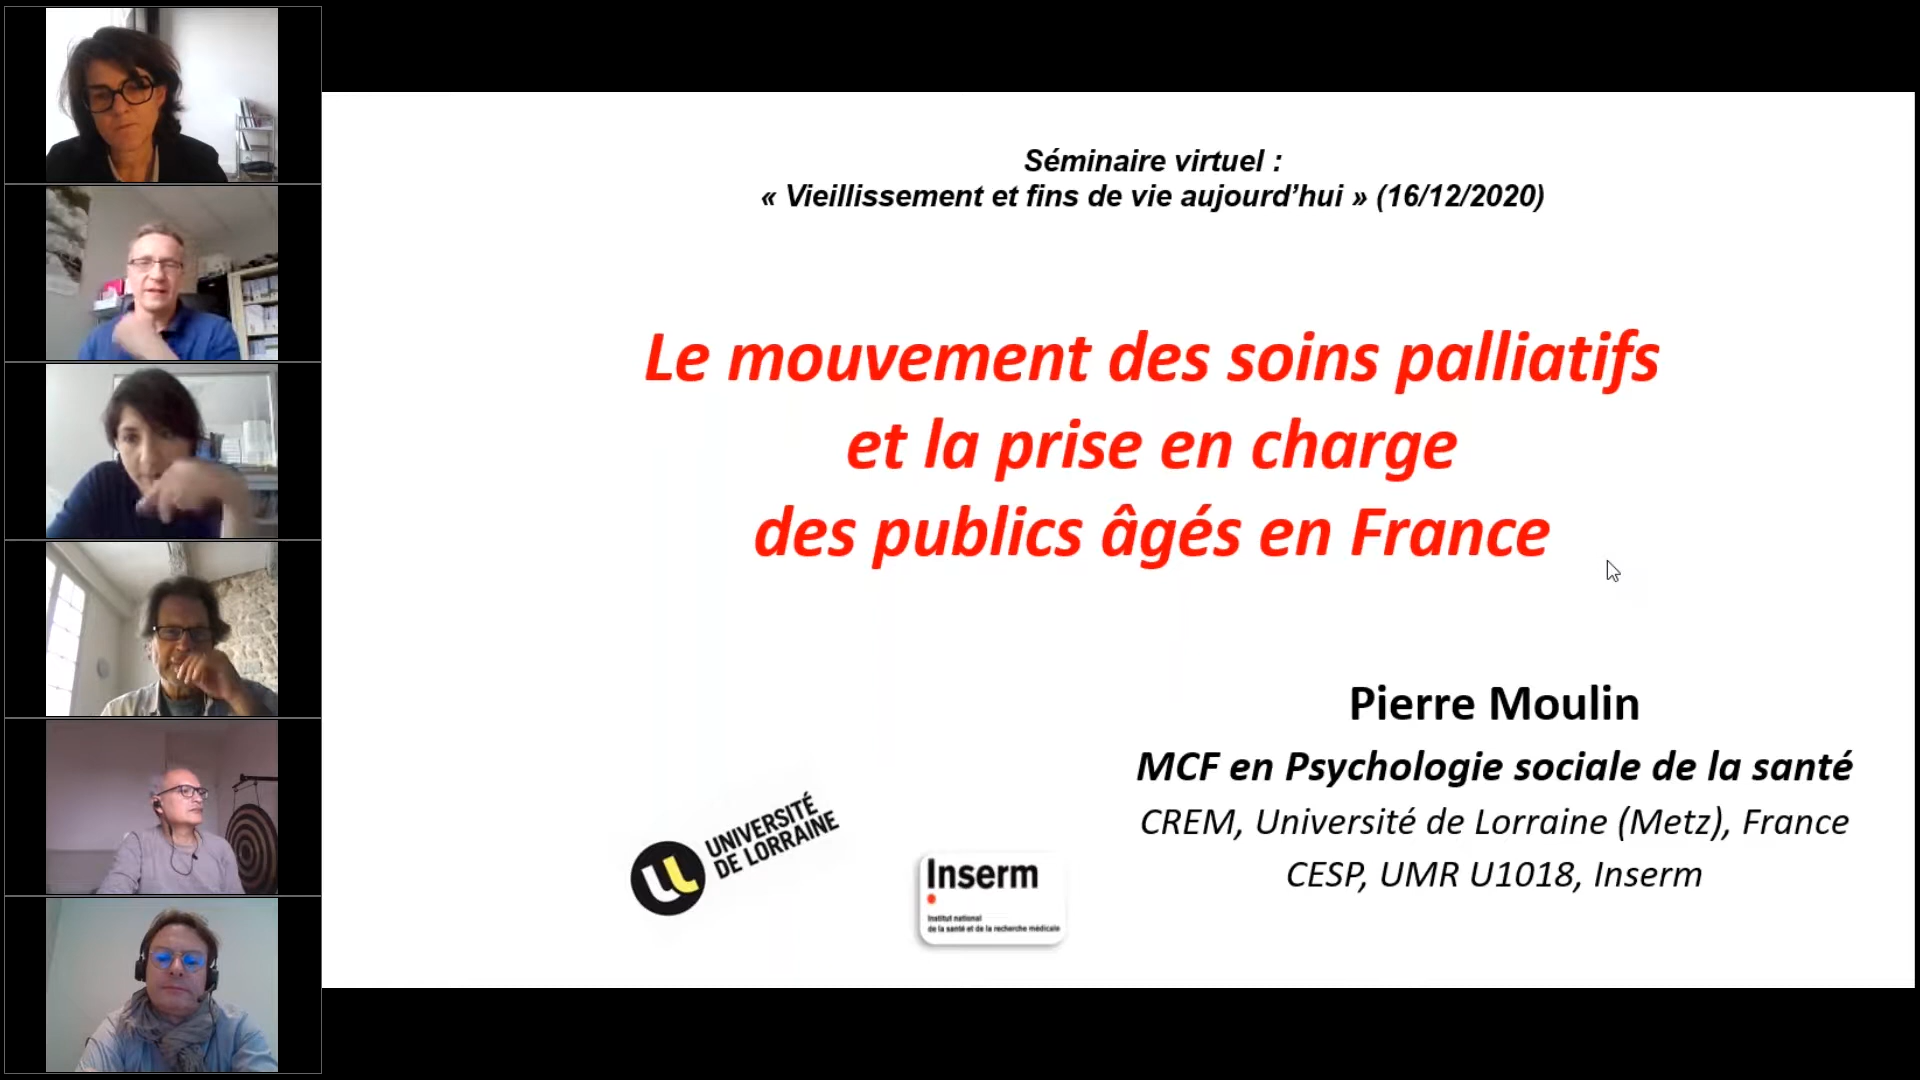 Séminaire virtuel :
« Vieillissement et fins de vie aujourd’hui » (16/12/2020)
Le mouvement des soins palliatifs
et la prise en charge
des publics âgés en France
Pierre Moulin
MCF en Psychologie sociale de la santé
CREM, Université de Lorraine (Metz), France
CESP, UMR U1018, Inserm
UNIVERSITÉ
DE LORRAINE
Inserm
Institut national
de la santé et de la recherche médicale